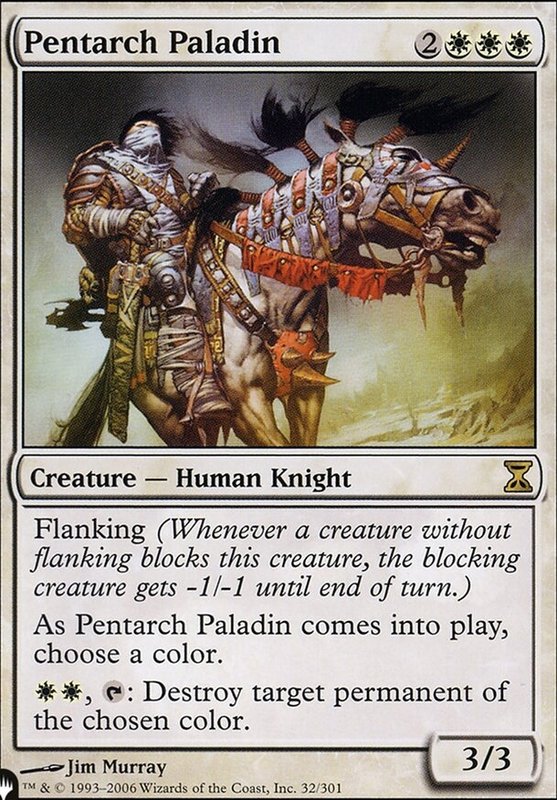 Pentarch Paladin 2
Creature — Human Knight
Flanking (Whenever a creature without
flanking blocks this creature, the blocking
creature gets -1/-1 until end of turn.)
As Pentarch Paladin comes into play,
choose a color.
, : Destroy target permanent of
the chosen color.
3/3
Jim Murray
™ & © 1993–2006 Wizards of the Coast, Inc. 32/301